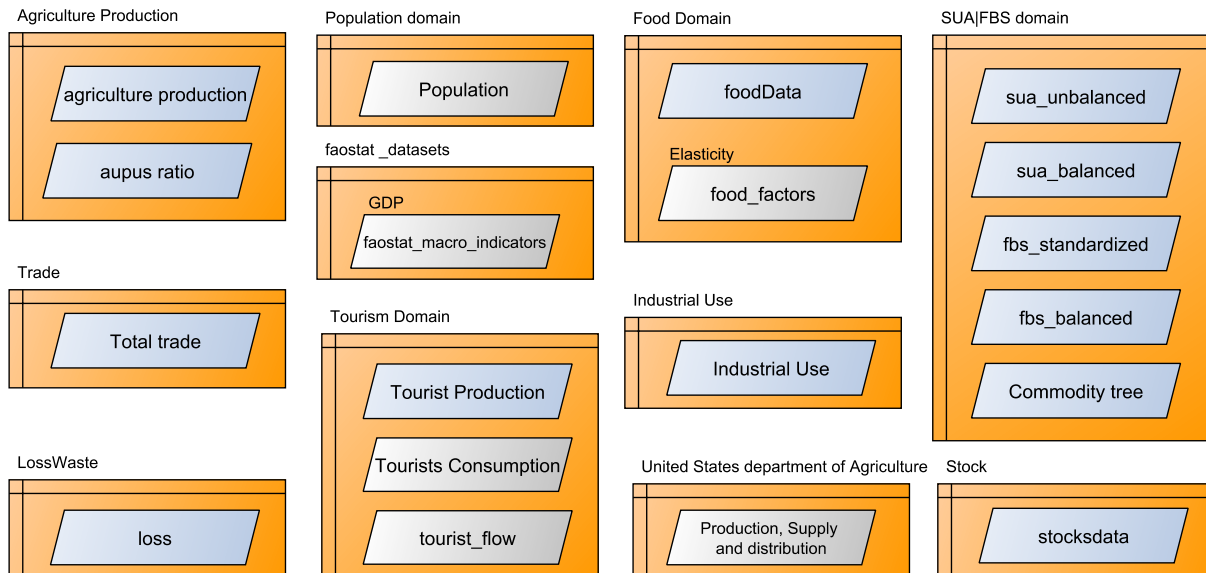 Agriculture Production
agriculture production
aupus ratio
Population domain
Population
faostat _datasets
GDP
faostat_macro_indicators
Food Domain
foodData
Elasticity
food_factors
SUA|FBS domain
sua_unbalanced
sua_balanced
fbs_standardized
fbs_balanced
Commodity tree
Trade
Total trade
Tourism Domain
Tourist Production
Tourists Consumption
tourist_flow
Industrial Use
Industrial Use
LossWaste
loss
United States department of Agriculture
Production, Supply
and distribution
Stock
stocksdata